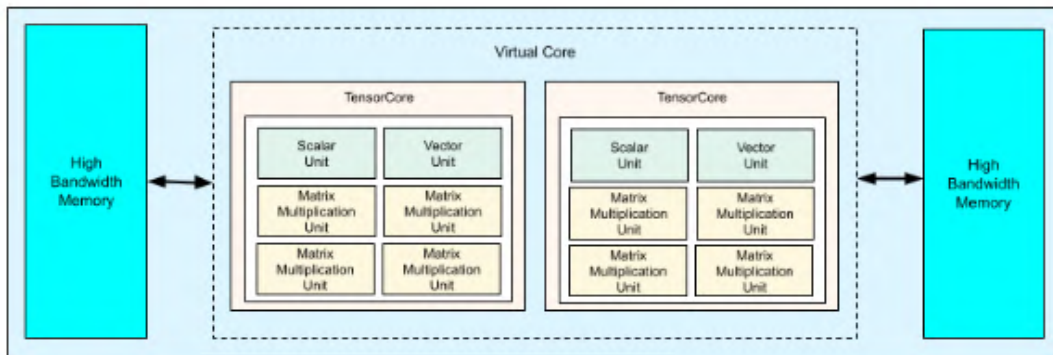 Virtual Core
High
Bandwidth
Memory
TensorCore
Scalar
Unit
Vector
Unit
Matrix
Multiplication
Unit
Matrix
Multiplication
Unit
Matrix
Multiplication
Unit
Matrix
Multiplication
Unit
TensorCore
Scalar
Unit
Vector
Unit
Matrix
Multiplication
Unit
Matrix
Multiplication
Unit
Matrix
Multiplication
Unit
Matrix
Multiplication
Unit
High
Bandwidth
Memory